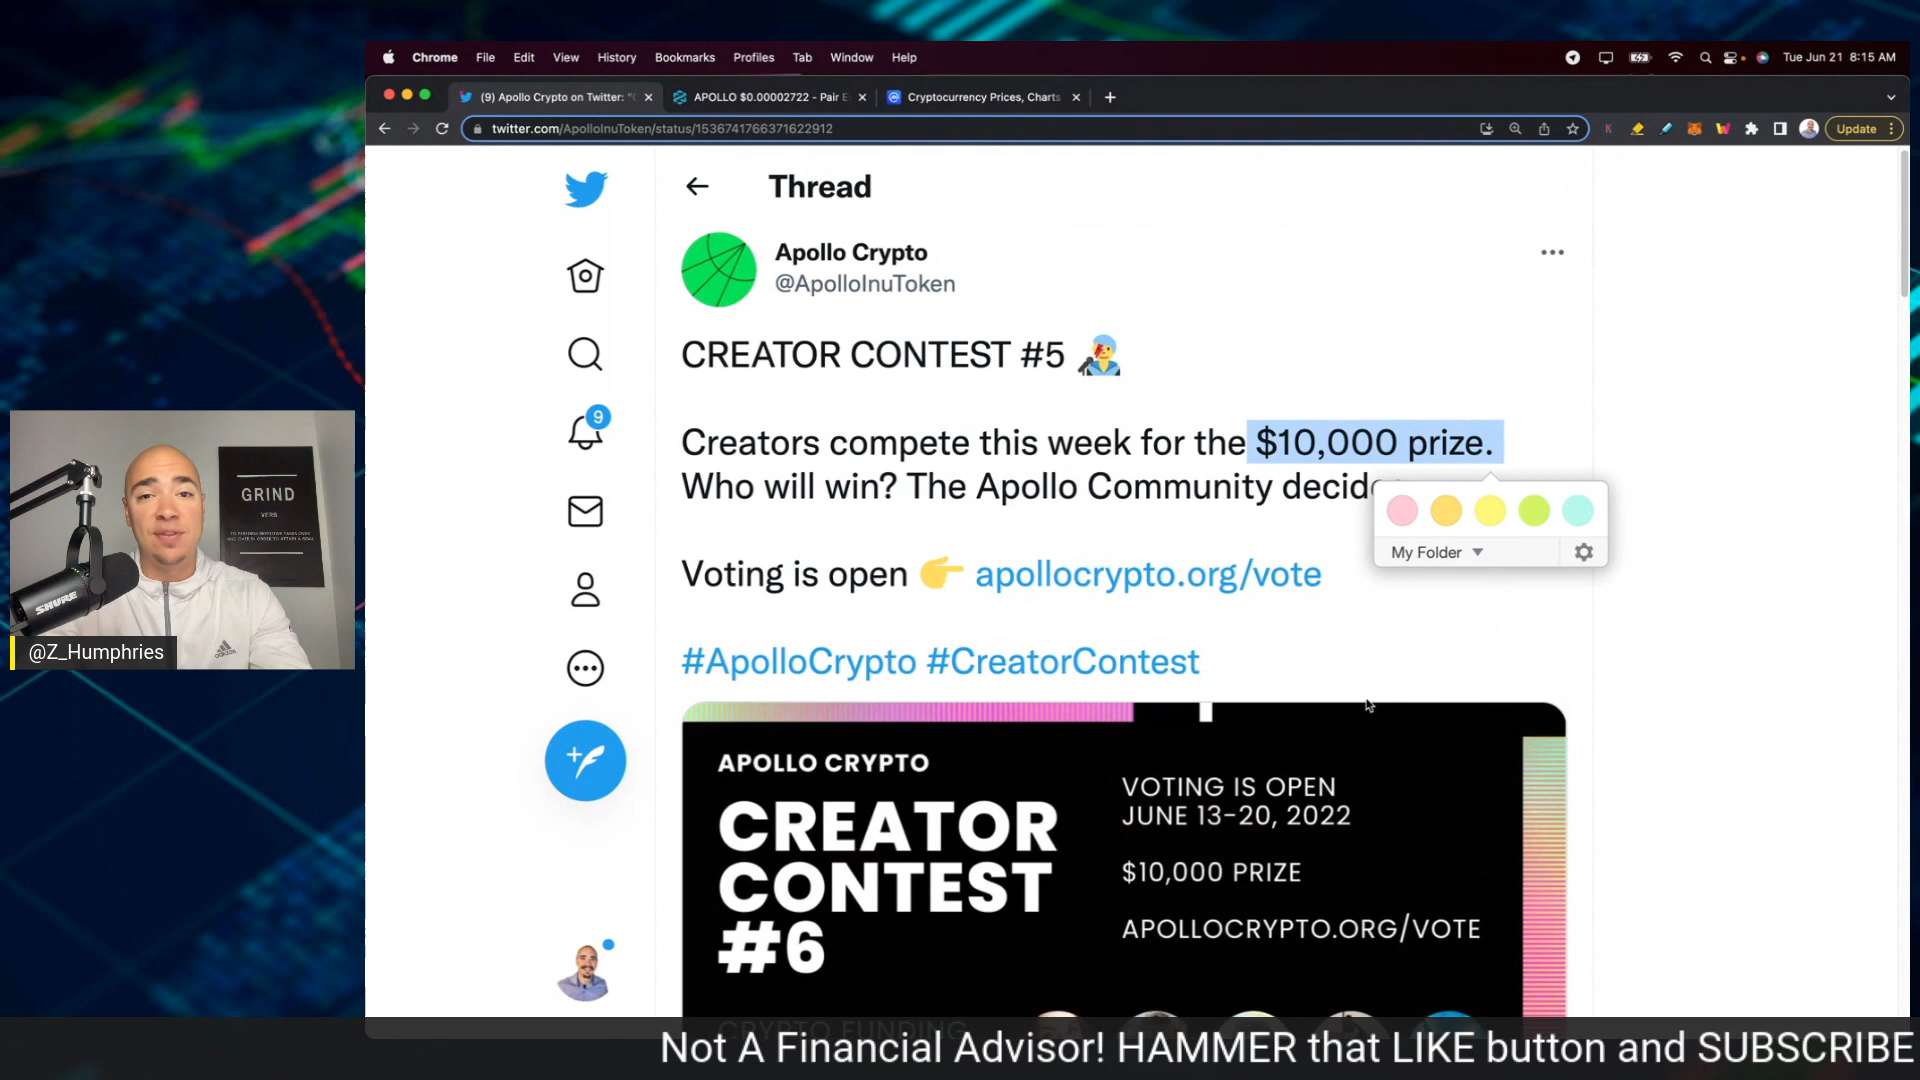 Chrome File Edit View History Bookmarks Profiles Tab Window Help
Tue Jun 21 8:15 AM
(9) Apollo Crypto on Twitter: "
APOLLO $0.00002722 - Pair E
Cryptocurrency Prices, Charts
twitter.com/ApolloInuToken/status/1536741766371622912
Update
Thread
Apollo Crypto
@ApolloInuToken
CREATOR CONTEST #5
Creators compete this week for the $10,000 prize.
Who will win? The Apollo Community
9
My Folder
Voting is open apollocrypto.org/vote
#ApolloCrypto #CreatorContest
APOLLO CRYPTO
CREATOR
CONTEST
#6
VOTING IS OPEN
JUNE 13-20, 2022
$10,000 PRIZE
APOLLOCRYPTO.ORG/VOTE
CRYPTO FUNDING
GRIND
VERB
SHURE
adidas
@Z_Humphries
Not A Financial Advisor! HAMMER that LIKE button and SUBSCRIBE